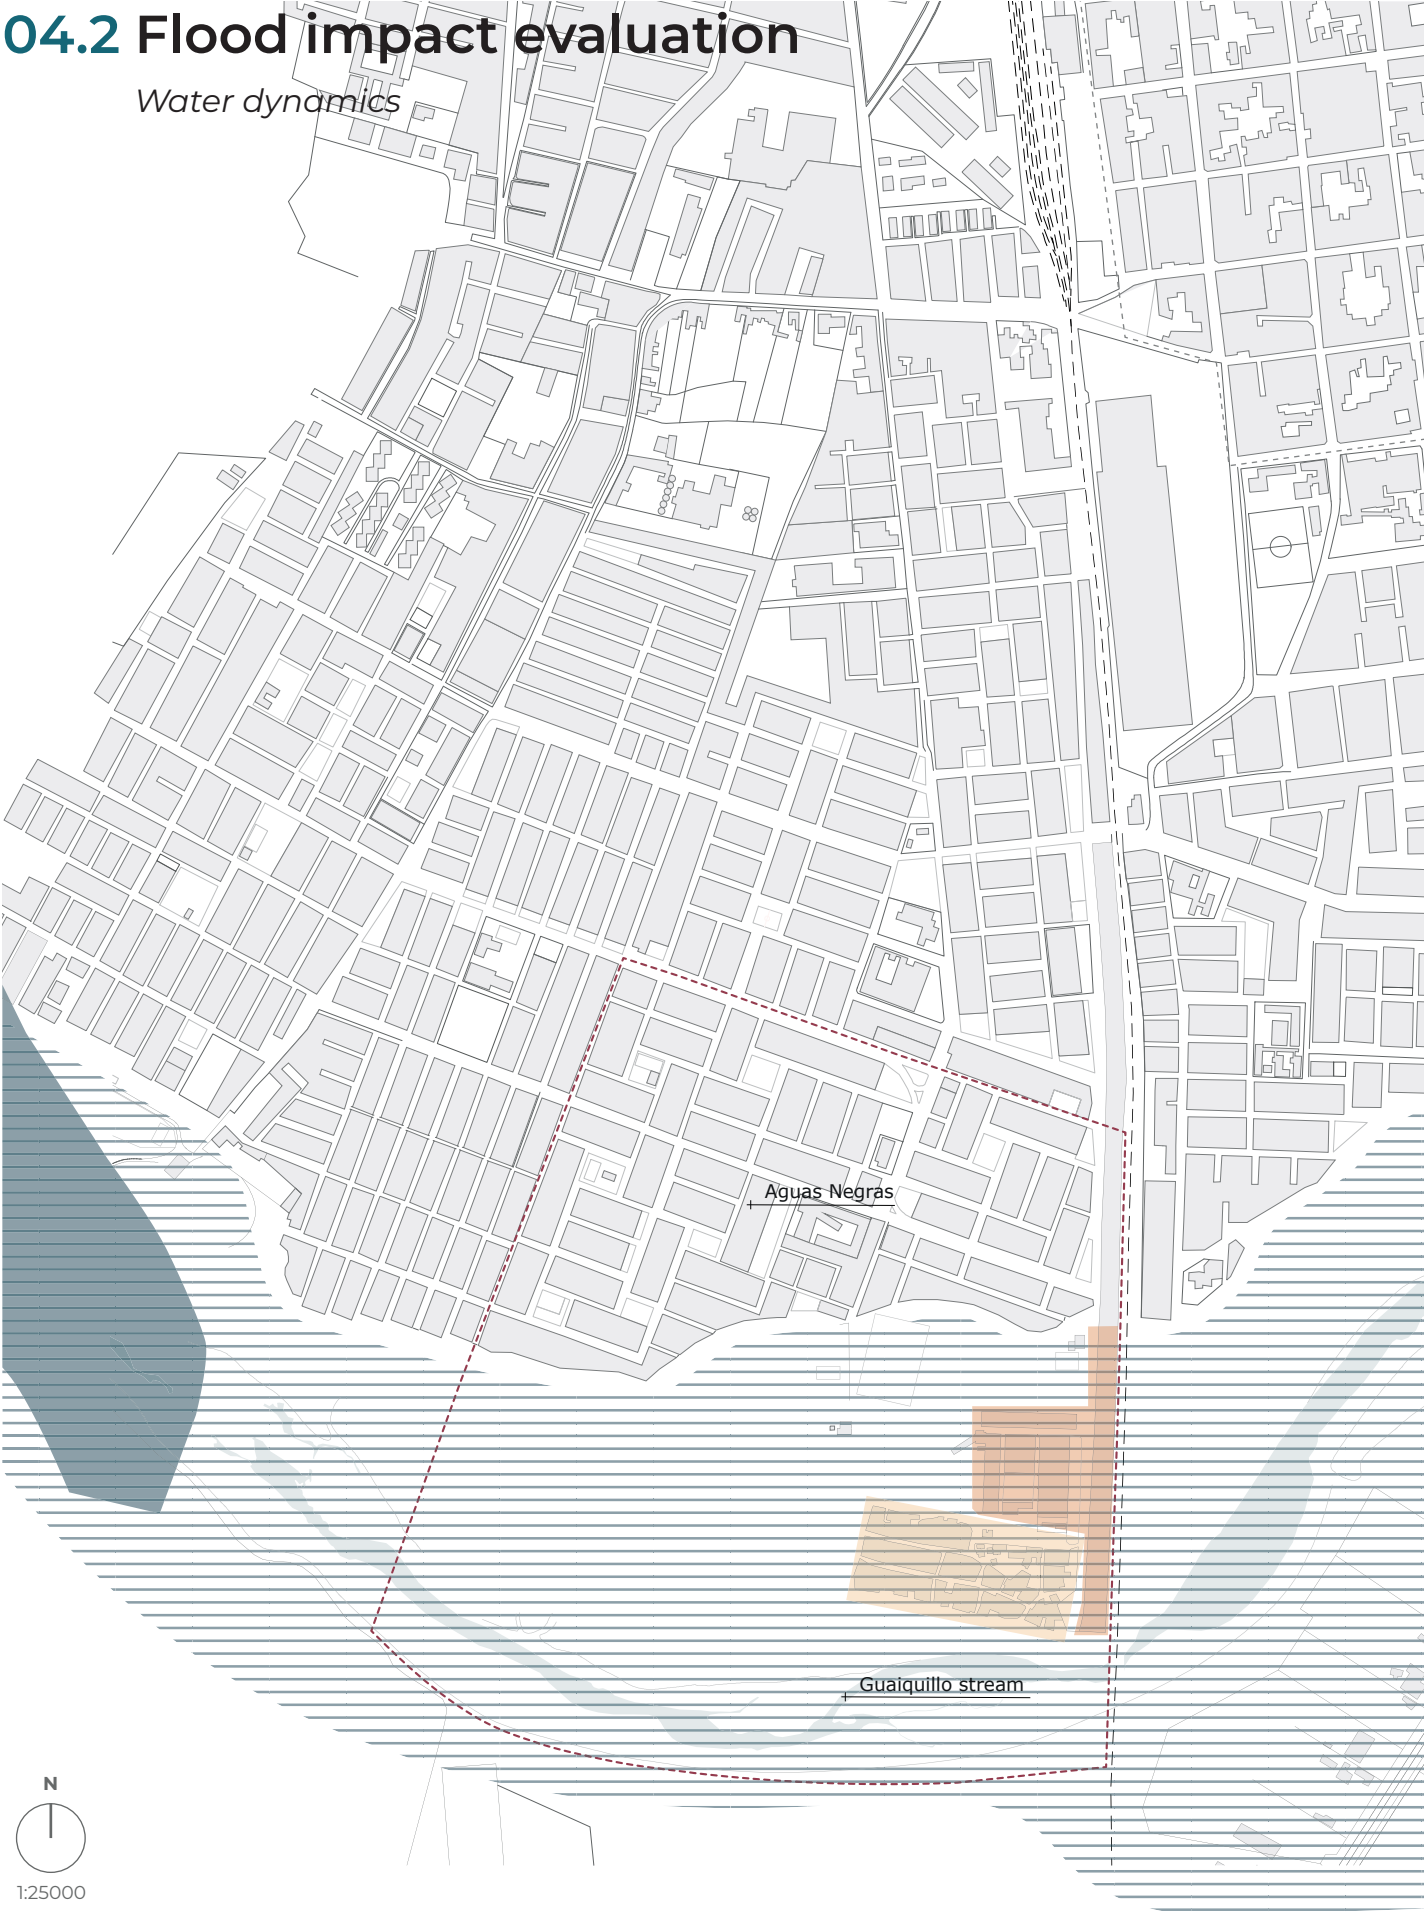 04.2 Flood impact evaluation
Water dynamics
Aguas Negras
Guaiquillo stream
N
1:25000